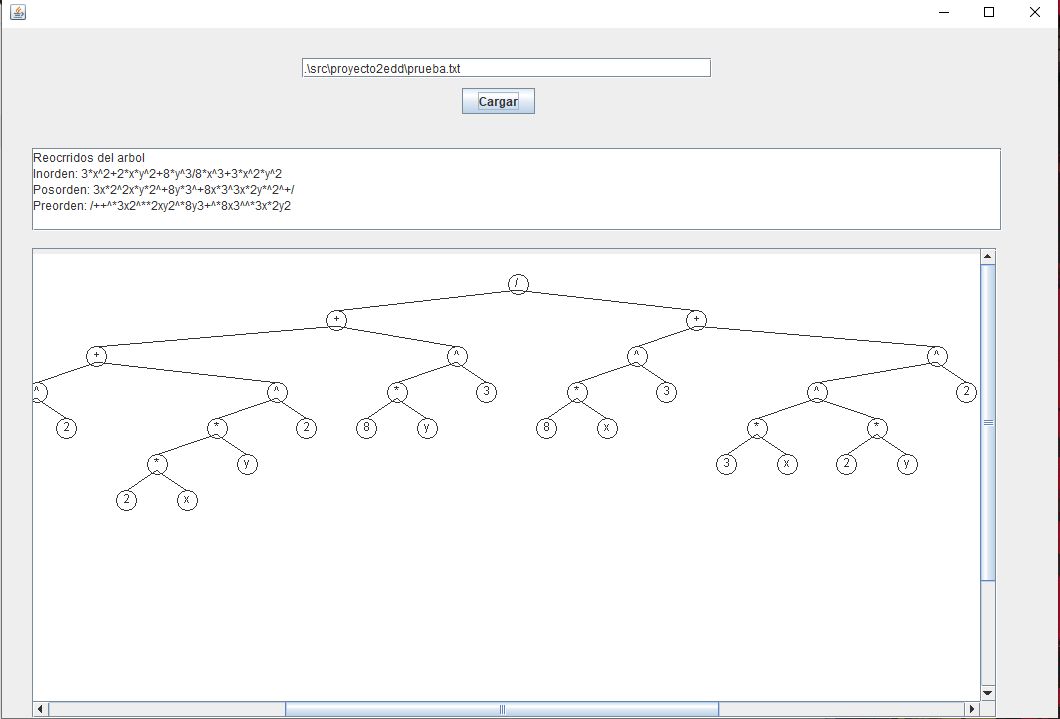 .\src\proyecto2edd\prueba.txt
Cargar
Reocrridos del arbol
Inorden: 3*x^2+2*x*y^2+8*y^3/8*x^3+3*x^2*y^2
Posorden: 3x*2^2x*y*2^+8y*3^+8x*3^3x*2y*^2^+/
Preorden: /++^*3x2^**2xy2^*8y3+^*8x3^^*3x*2y2
/
+ +
+ ^ ^ ^
^ ^ * 3 * 3 ^ 2
2 * 2 8 y 8 x * *
* y 3 x 2 y
2 x